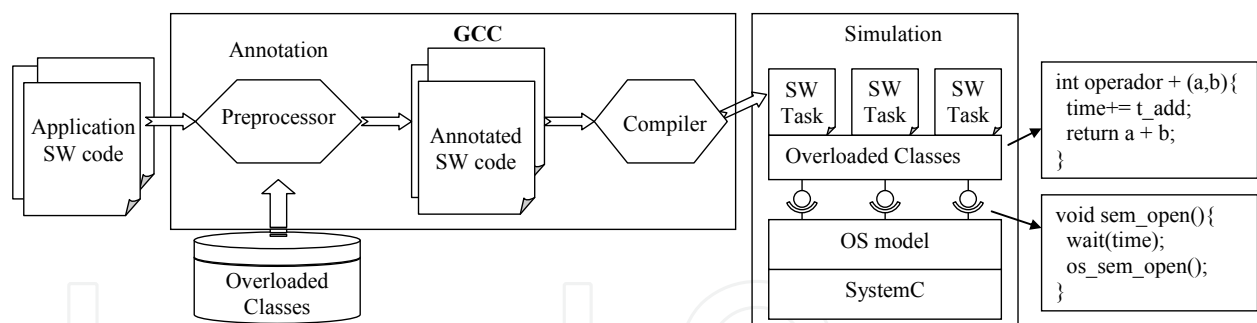 Annotation
GCC
Simulation
Application
SW code
Preprocessor
Annotated
SW code
Compiler
Overloaded
Classes
SW
Task
SW
Task
SW
Task
Overloaded Classes
OS model
SystemC
int operador + (a,b){
time+= t_add;
return a + b;
}
void sem_open(){
wait(time);
os_sem_open();
}